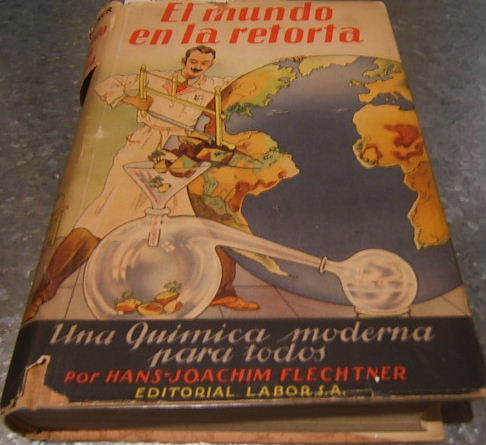 El mundo
en la retorta
Una Química moderna
para todos
POR HANS-JOACHIM FLECHTNER
EDITORIAL LABOR S.A.